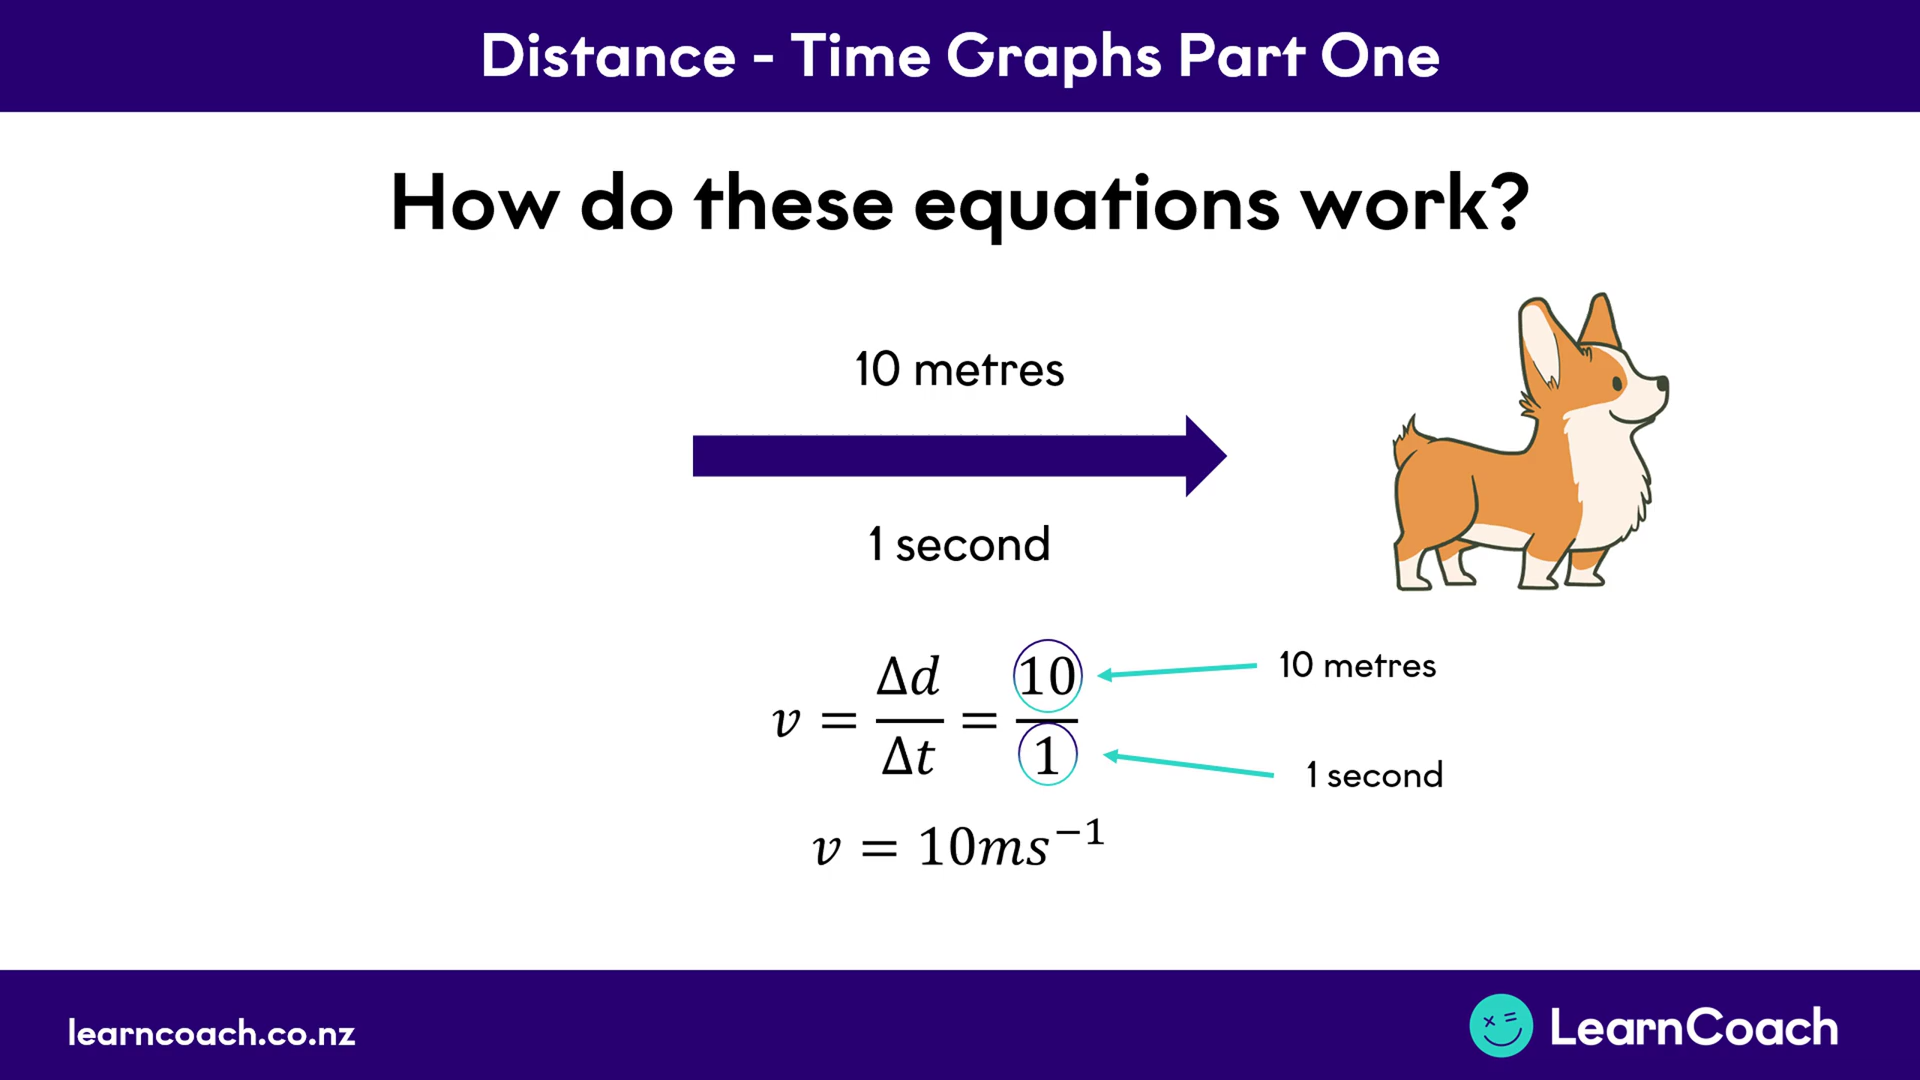 Distance - Time Graphs Part One
How do these equations work?
10 metres
1 second
v = Δd/Δt = 10/1
10 metres
1 second
v = 10ms⁻¹
learncoach.co.nz
LearnCoach